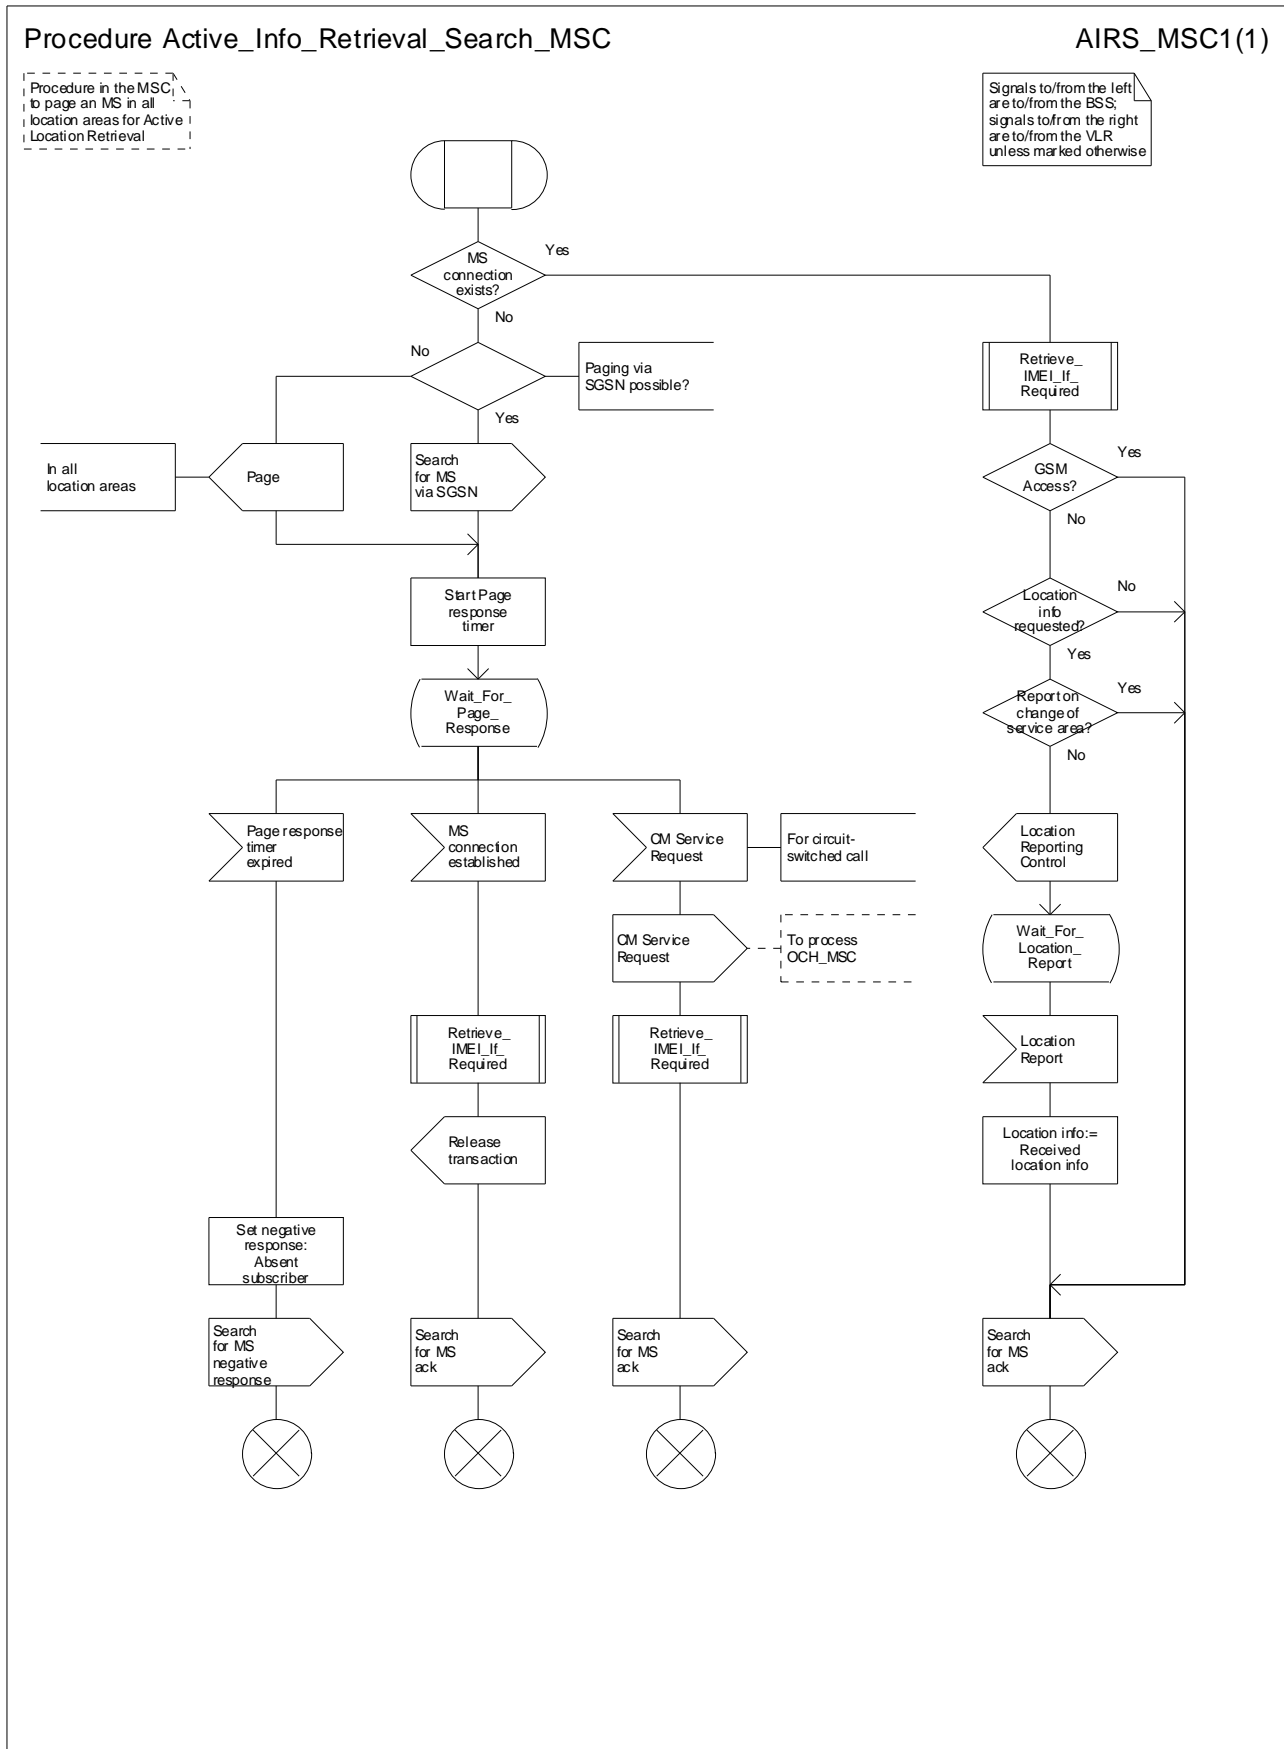 Procedure Active_Info_Retrieval_Search_MSC
AIRS_MSC1(1)
Procedure in the MSC
to page an MS in all
location areas for Active
Location Retrieval
Signals to/from the left
are to/from the BSS;
signals to/from the right
are to/from the VLR
unless marked otherwise
MS
connection
exists?
Yes
No
No
Paging via
SGSN possible?
Yes
Retrieve_
IMEI_If_
Required
In all
location areas
Page
Search
for MS
via SGSN
GSM
Access?
Yes
No
Start Page
response
timer
Location
info
requested?
No
Yes
Wait_For_
Page_
Response
Report on
change of
service area?
Yes
No
Page response
timer
expired
MS
connection
established
CM Service
Request
For circuit-
switched call
Location
Reporting
Control
CM Service
Request
To process
OCH_MSC
Wait_For_
Location_
Report
Retrieve_
IMEI_If_
Required
Retrieve_
IMEI_If_
Required
Location
Report
Release
transaction
Location info:=
Received
location info
Set negative
response:
Absent
subscriber
Search
for MS
negative
response
Search
for MS
ack
Search
for MS
ack
Search
for MS
ack